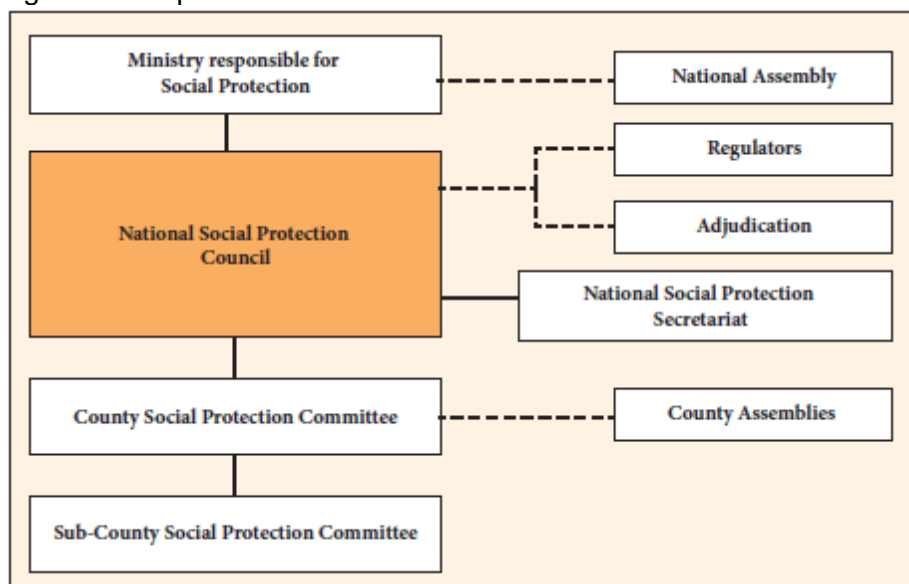 Ministry responsible for
Social Protection
National Assembly
Regulators
National Social Protection
Council
Adjudication
National Social Protection
Secretariat
County Social Protection Committee
County Assemblies
Sub-County Social Protection Committee